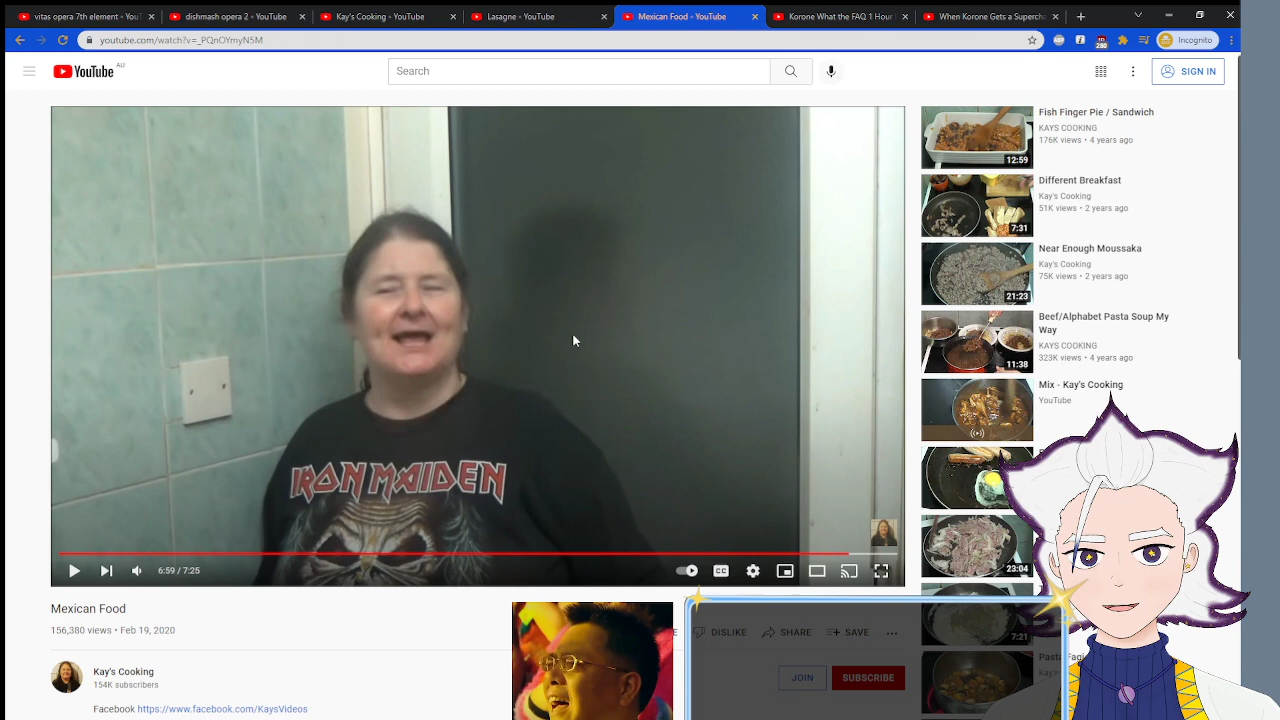 vitas opera 7th element • YouT
dishmash opera 2 • YouTube
Kay's Cooking • YouTube
Lasagne • YouTube
Mexican Food • YouTube
Korone What the FAQ 1 Hour
When Korone Gets a Supercha
youtube.com/watch?v=_PQnOYmyN5M
280
Incognito
YouTube AU
Search
SIGN IN
IRON MAIDEN
6:59 / 7:25
CC
Mexican Food
156,380 views • Feb 19, 2020
E DISLIKE SHARE SAVE ...
Kay's Cooking
154K subscribers
JOIN SUBSCRIBE
Facebook https://www.facebook.com/KaysVideos
12:59
Fish Finger Pie / Sandwich
KAYS COOKING
176K views • 4 years ago
7:31
Different Breakfast
Kay's Cooking
51K views • 2 years ago
21:23
Near Enough Moussaka
Kay's Cooking
75K views • 2 years ago
11:38
Beef/Alphabet Pasta Soup My
Way
KAYS COOKING
323K views • 4 years ago
Mix - Kay's Cooking
YouTube
23:04
7:21
Pasta Fagi